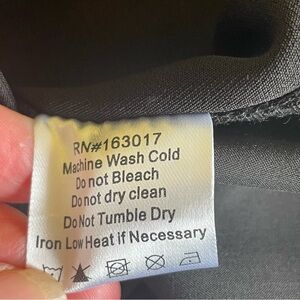 RN#163017
Machine Wash Cold
Do not Bleach
Do not dry clean
Do Not Tumble Dry
Iron Low Heat if Necessary